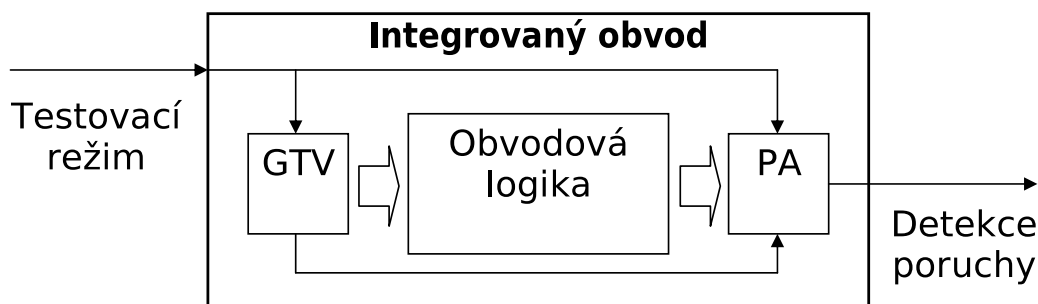 Integrovaný obvod
Testovací
režim
GTV
Obvodová
logika
PA
Detekce
poruchy